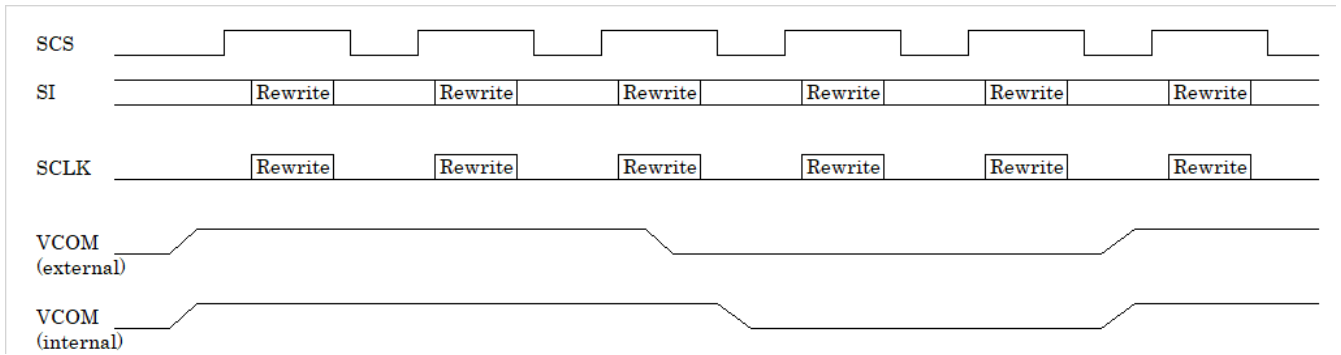 SCS
SI Rewrite Rewrite Rewrite Rewrite Rewrite Rewrite
SCLK Rewrite Rewrite Rewrite Rewrite Rewrite Rewrite
VCOM
(external)
VCOM
(internal)